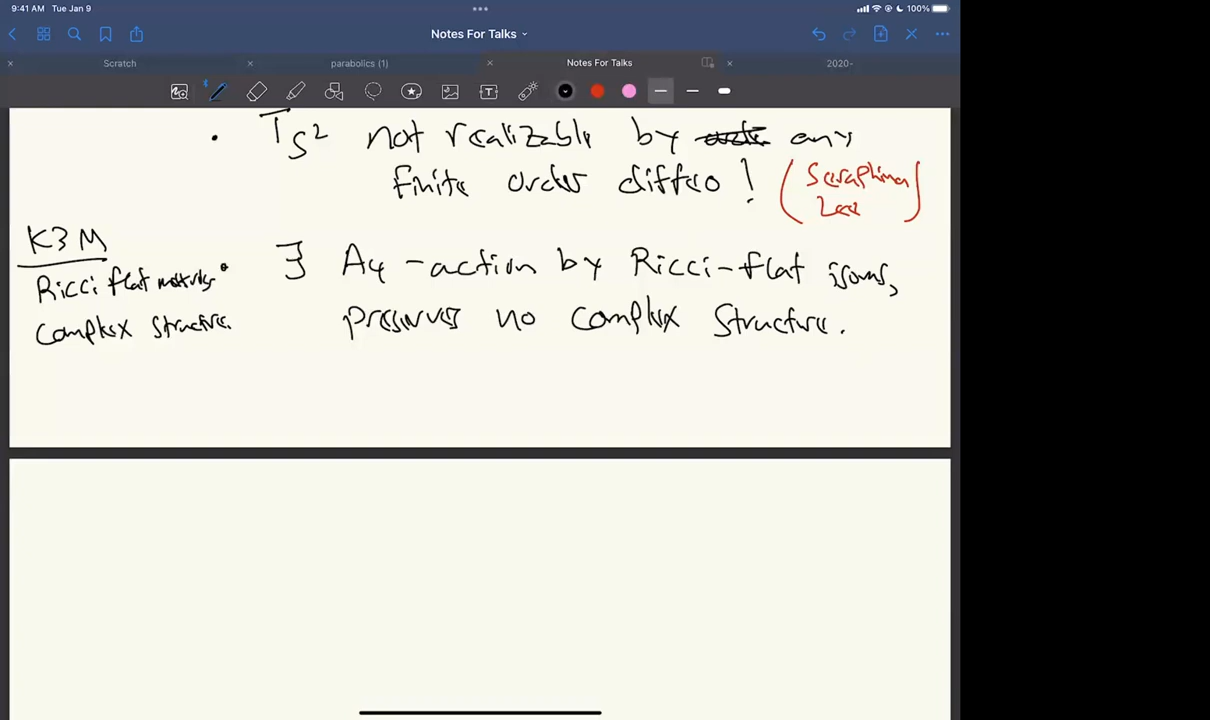 9:41 AM Tue Jan 9
100%
Notes For Talks
Scratch
parabolics (1)
Notes For Talks
2020-
• T_S² not realizable by any
finite order diffeo!
(Seraphina
Lee)
K3 M
Ricci flat metrics
complex structure.
• ∃ A₄-action by Ricci-flat isoms,
preserves no complex structure.